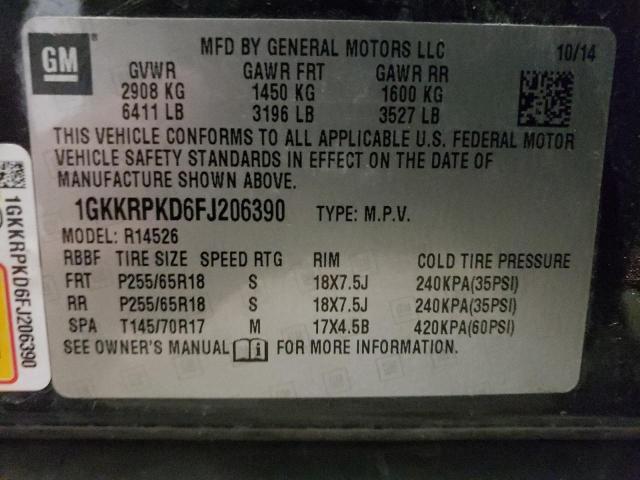 GM
®
MFD BY GENERAL MOTORS LLC 10/14
GVWR GAWR FRT GAWR RR
2908 KG 1450 KG 1600 KG
6411 LB 3196 LB 3527 LB
THIS VEHICLE CONFORMS TO ALL APPLICABLE U.S. FEDERAL MOTOR
VEHICLE SAFETY STANDARDS IN EFFECT ON THE DATE OF
MANUFACTURE SHOWN ABOVE.
1GKKRPKD6FJ206390 TYPE: M.P.V.
MODEL: R14526
RBBF TIRE SIZE SPEED RTG RIM COLD TIRE PRESSURE
FRT P255/65R18 S 18X7.5J 240KPA(35PSI)
RR P255/65R18 S 18X7.5J 240KPA(35PSI)
SPA T145/70R17 M 17X4.5B 420KPA(60PSI)
SEE OWNER'S MANUAL i FOR MORE INFORMATION.
1GKKRPKD6FJ206390